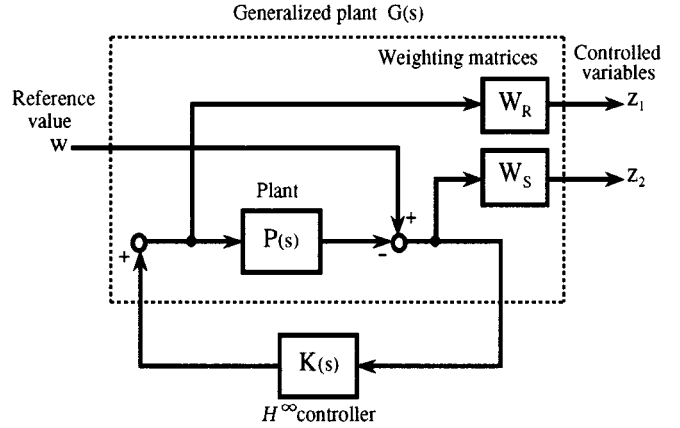 Generalized plant G(s)
Weighting matrices
Controlled
variables
Reference
value
w
W_R
z_1
W_S
z_2
Plant
P(s)
+
+
-
K(s)
H^∞controller